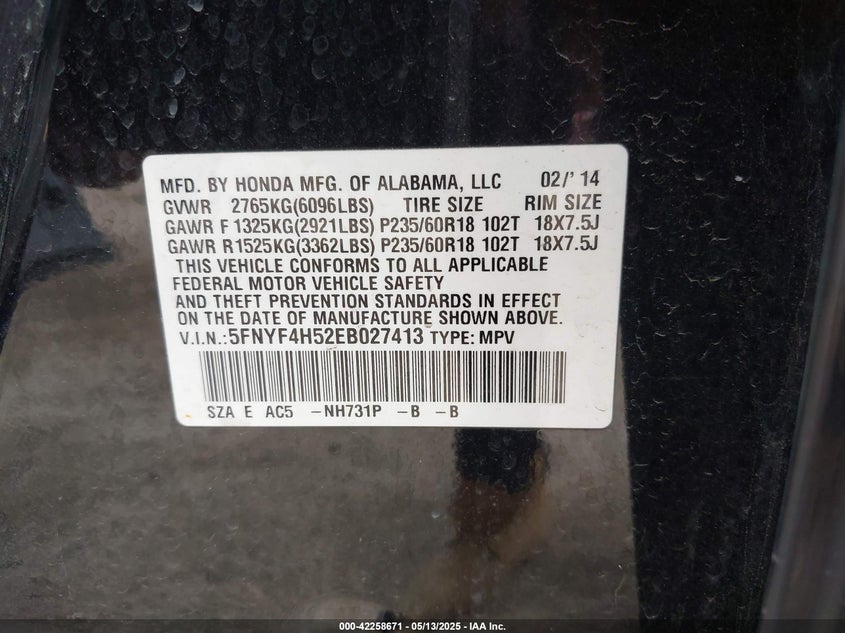 MFD. BY HONDA MFG. OF ALABAMA, LLC 02/' 14
GVWR 2765KG(6096LBS) TIRE SIZE RIM SIZE
GAWR F 1325KG(2921LBS) P235/60R18 102T 18X7.5J
GAWR R1525KG(3362LBS) P235/60R18 102T 18X7.5J
THIS VEHICLE CONFORMS TO ALL APPLICABLE
FEDERAL MOTOR VEHICLE SAFETY
AND THEFT PREVENTION STANDARDS IN EFFECT
ON THE DATE OF MANUFACTURE SHOWN ABOVE.
V.I.N.:5FNYF4H52EB027413 TYPE: MPV
SZA E AC5 -NH731P -B -B
000-42258671 - 05/13/2025 - IAA Inc.